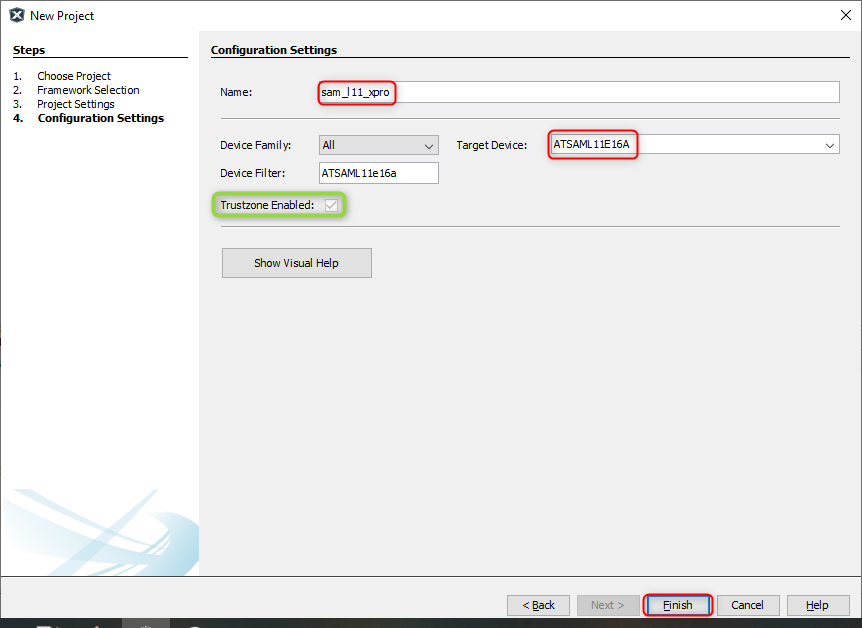 New Project
Steps
1. Choose Project
2. Framework Selection
3. Project Settings
4. Configuration Settings
Configuration Settings
Name: sam_l11_xpro
Device Family: All Target Device: ATSAML11E16A
Device Filter: ATSAML11e16a
Trustzone Enabled:
Show Visual Help
< Back Next > Finish Cancel Help